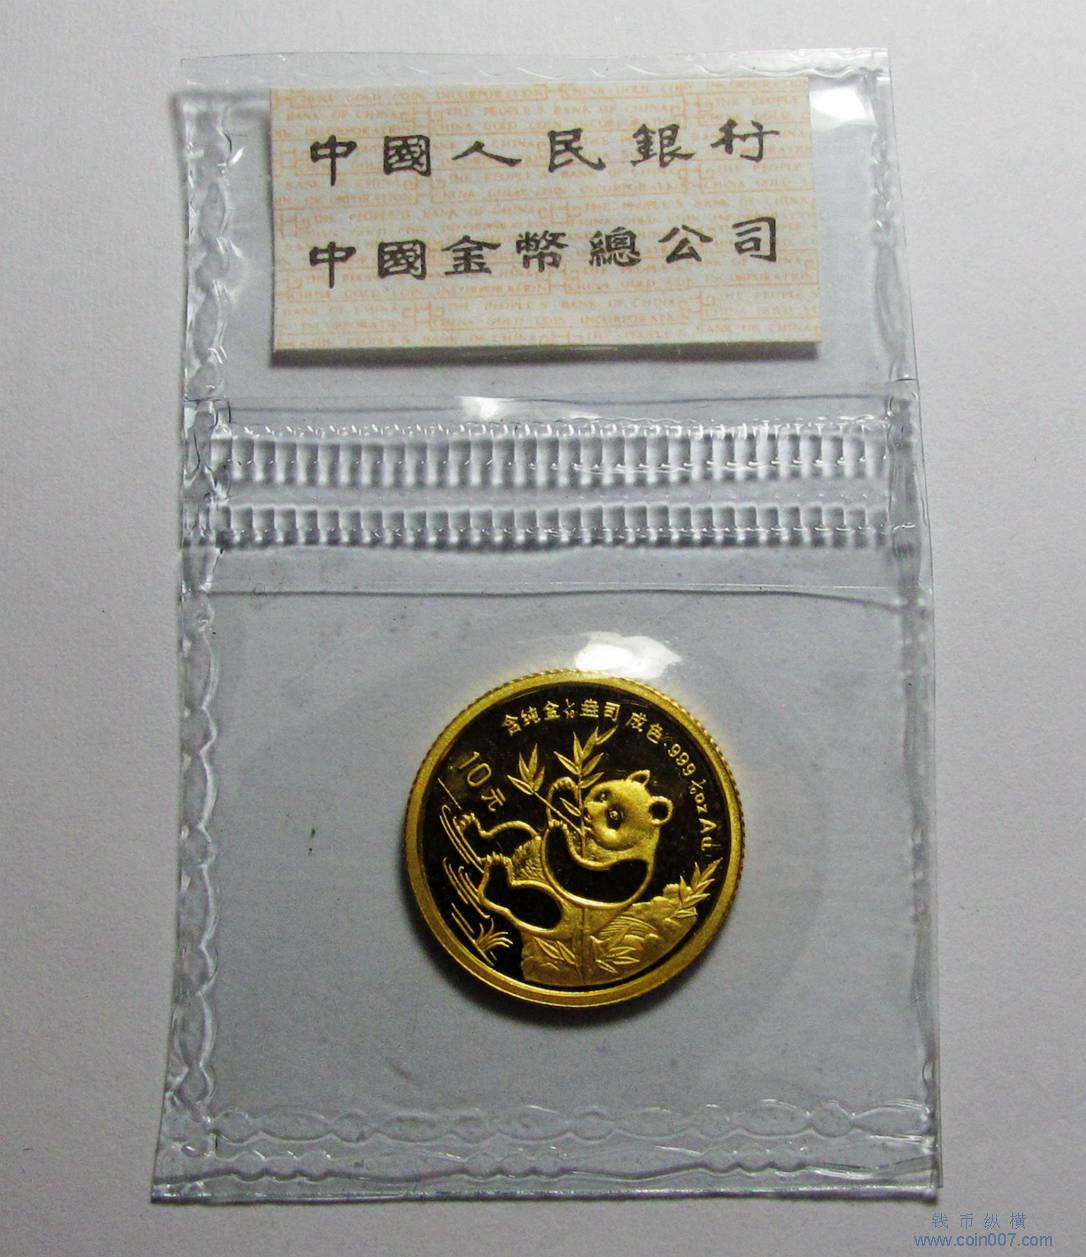 中國人民銀行
中國金幣總公司
含纯金1/10盎司 成色.999 1/10oz Au
10元
钱币纵横
www.coin007.com